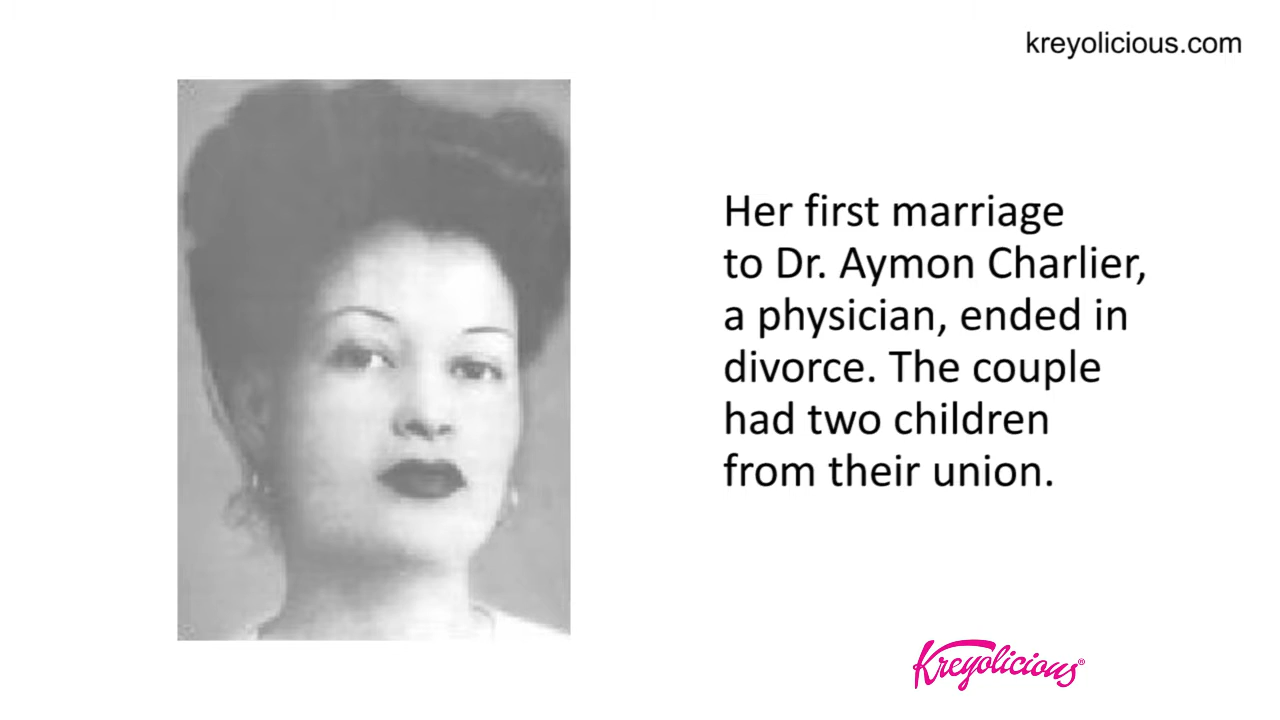 kreyolicious.com
Her first marriage
to Dr. Aymon Charlier,
a physician, ended in
divorce. The couple
had two children
from their union.
Kreyolicious®